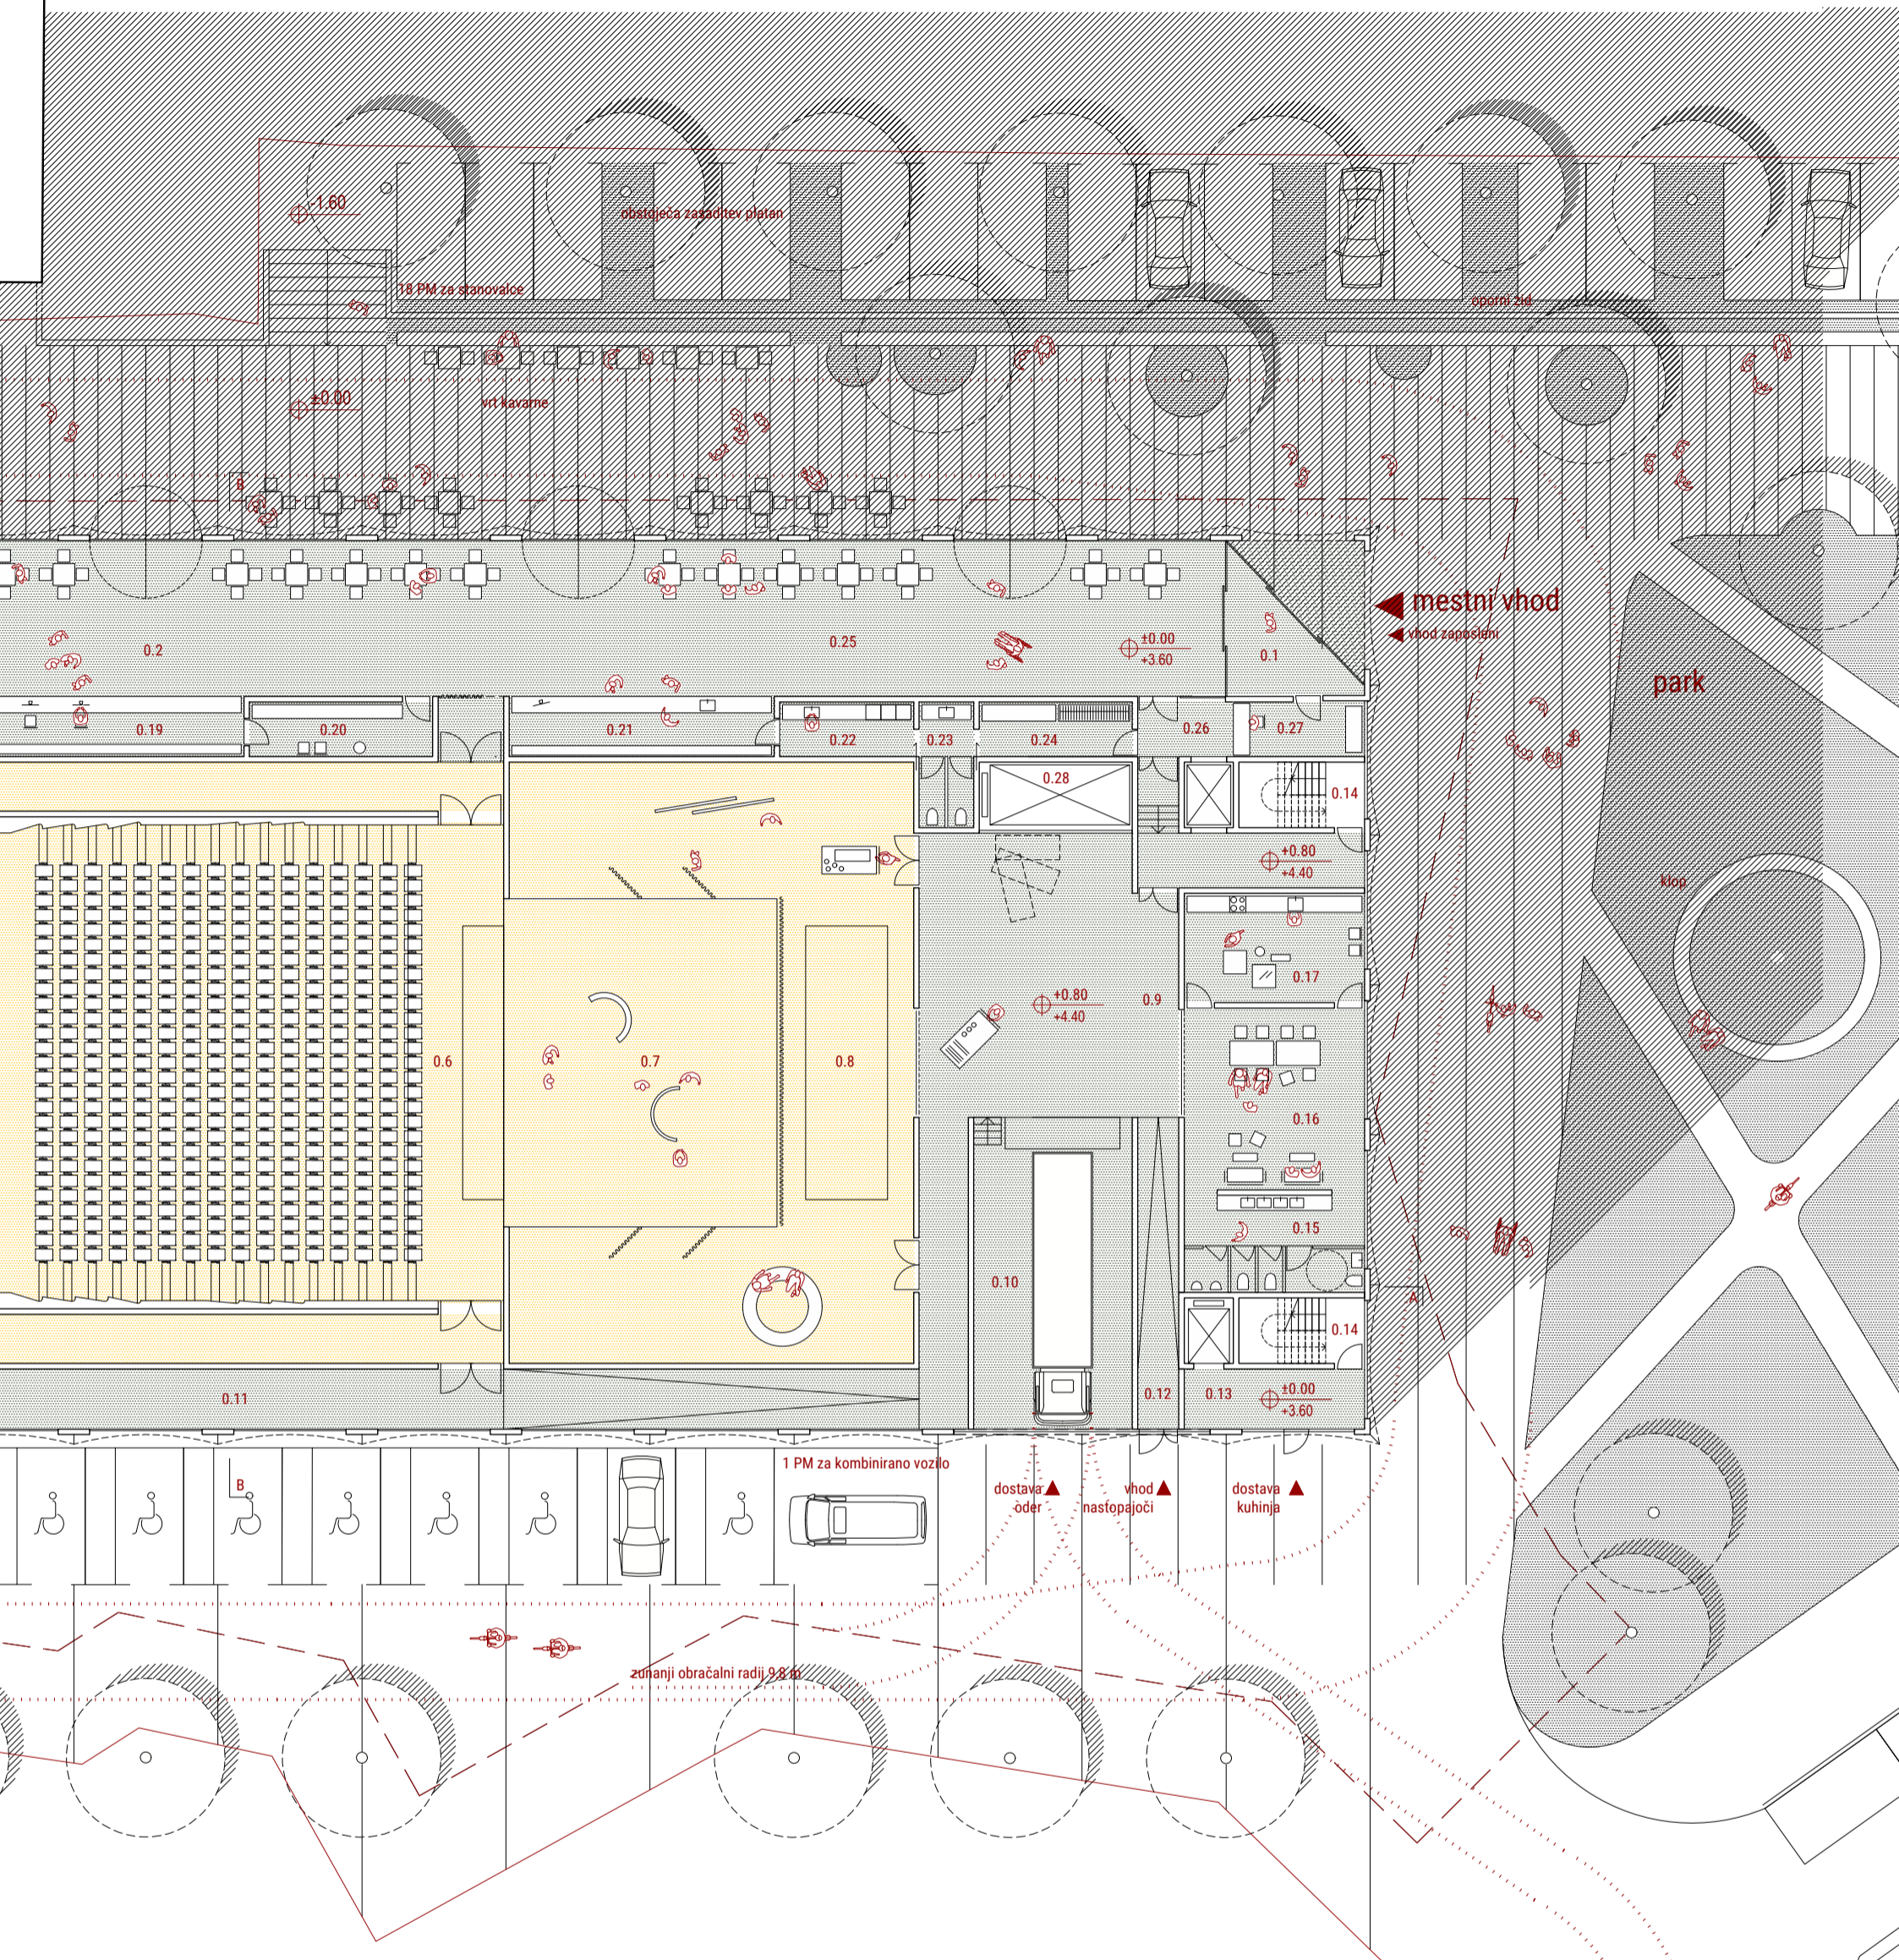 -1.60
obstoječa zasaditev platan
18 PM za stanovalce
oporni zid
±0.00
vrt kavarne
B
mestni vhod
vhod zaposleni
0.2
0.25
±0.00
+3.60
0.1
park
0.19
0.20
0.21
0.22
0.23
0.24
0.26
0.27
0.28
0.14
+0.80
+4.40
klop
0.17
+0.80
+4.40
0.9
0.6
0.7
0.8
0.16
0.15
0.10
A
0.14
0.11
0.12
0.13
±0.00
+3.60
1 PM za kombinirano vozilo
B
dostava
oder
vhod
nastopajoči
dostava
kuhinja
zunanji obračalni radij 9.8 m